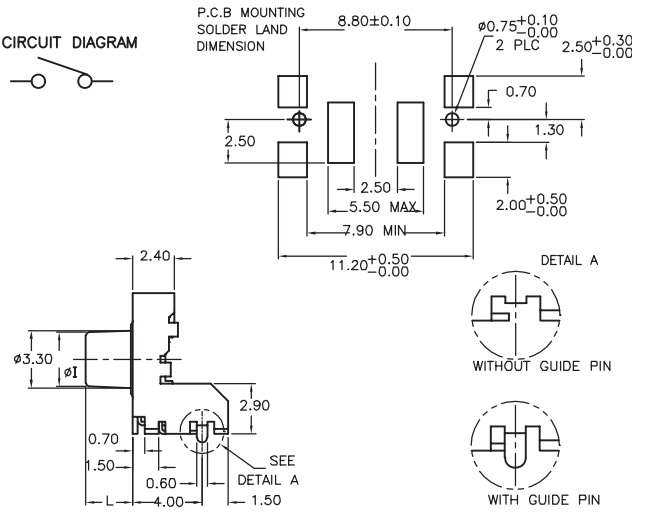 P.C.B MOUNTING
SOLDER LAND
DIMENSION
8.80±0.10
ø0.75+0.10
-0.00
2 PLC
2.50+0.30
-0.00
CIRCUIT DIAGRAM
0.70
1.30
2.50
2.50
5.50 MAX
2.00+0.50
-0.00
7.90 MIN
11.20+0.50
-0.00
2.40
DETAIL A
ø3.30
øI
WITHOUT GUIDE PIN
2.90
0.70
1.50
SEE
DETAIL A
0.60
L
4.00
1.50
WITH GUIDE PIN